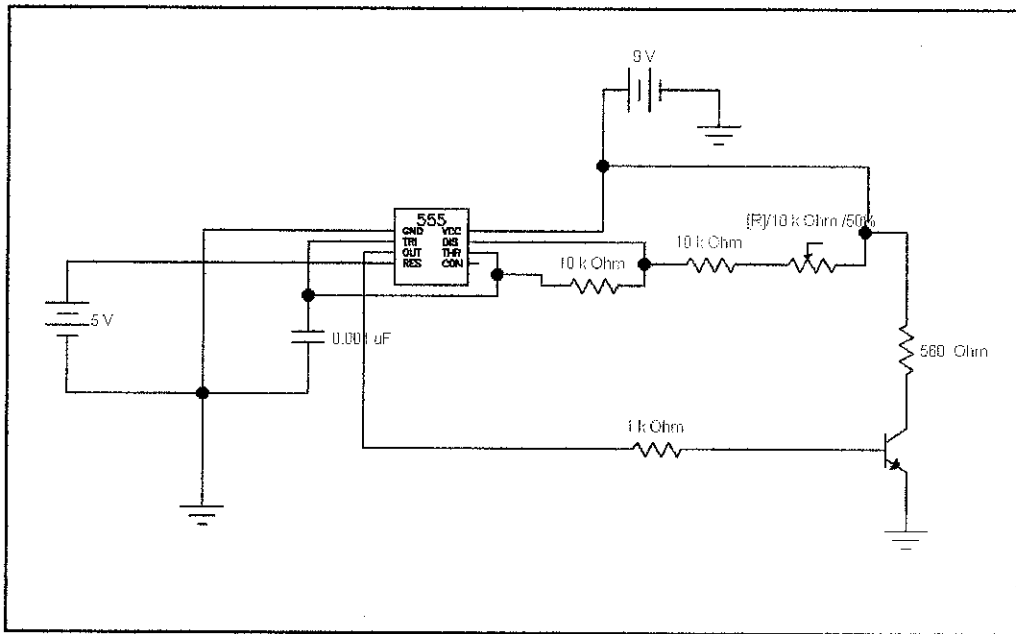 9 V
555
GND VCC
TRI DIS
OUT THR
RES CON
[R]/10 k Ohm /50%
10 k Ohm
10 k Ohm
5 V
0.001 uF
560 Ohm
1 k Ohm